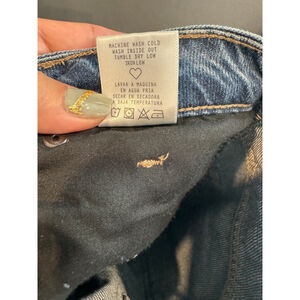 MACHINE WASH COLD
WASH INSIDE OUT
TUMBLE DRY LOW
IRON LOW
LAVAR A MAQUINA
EN AGUA FRIA
SECAR EN SECADORA
A BAJA TEMPERATURA